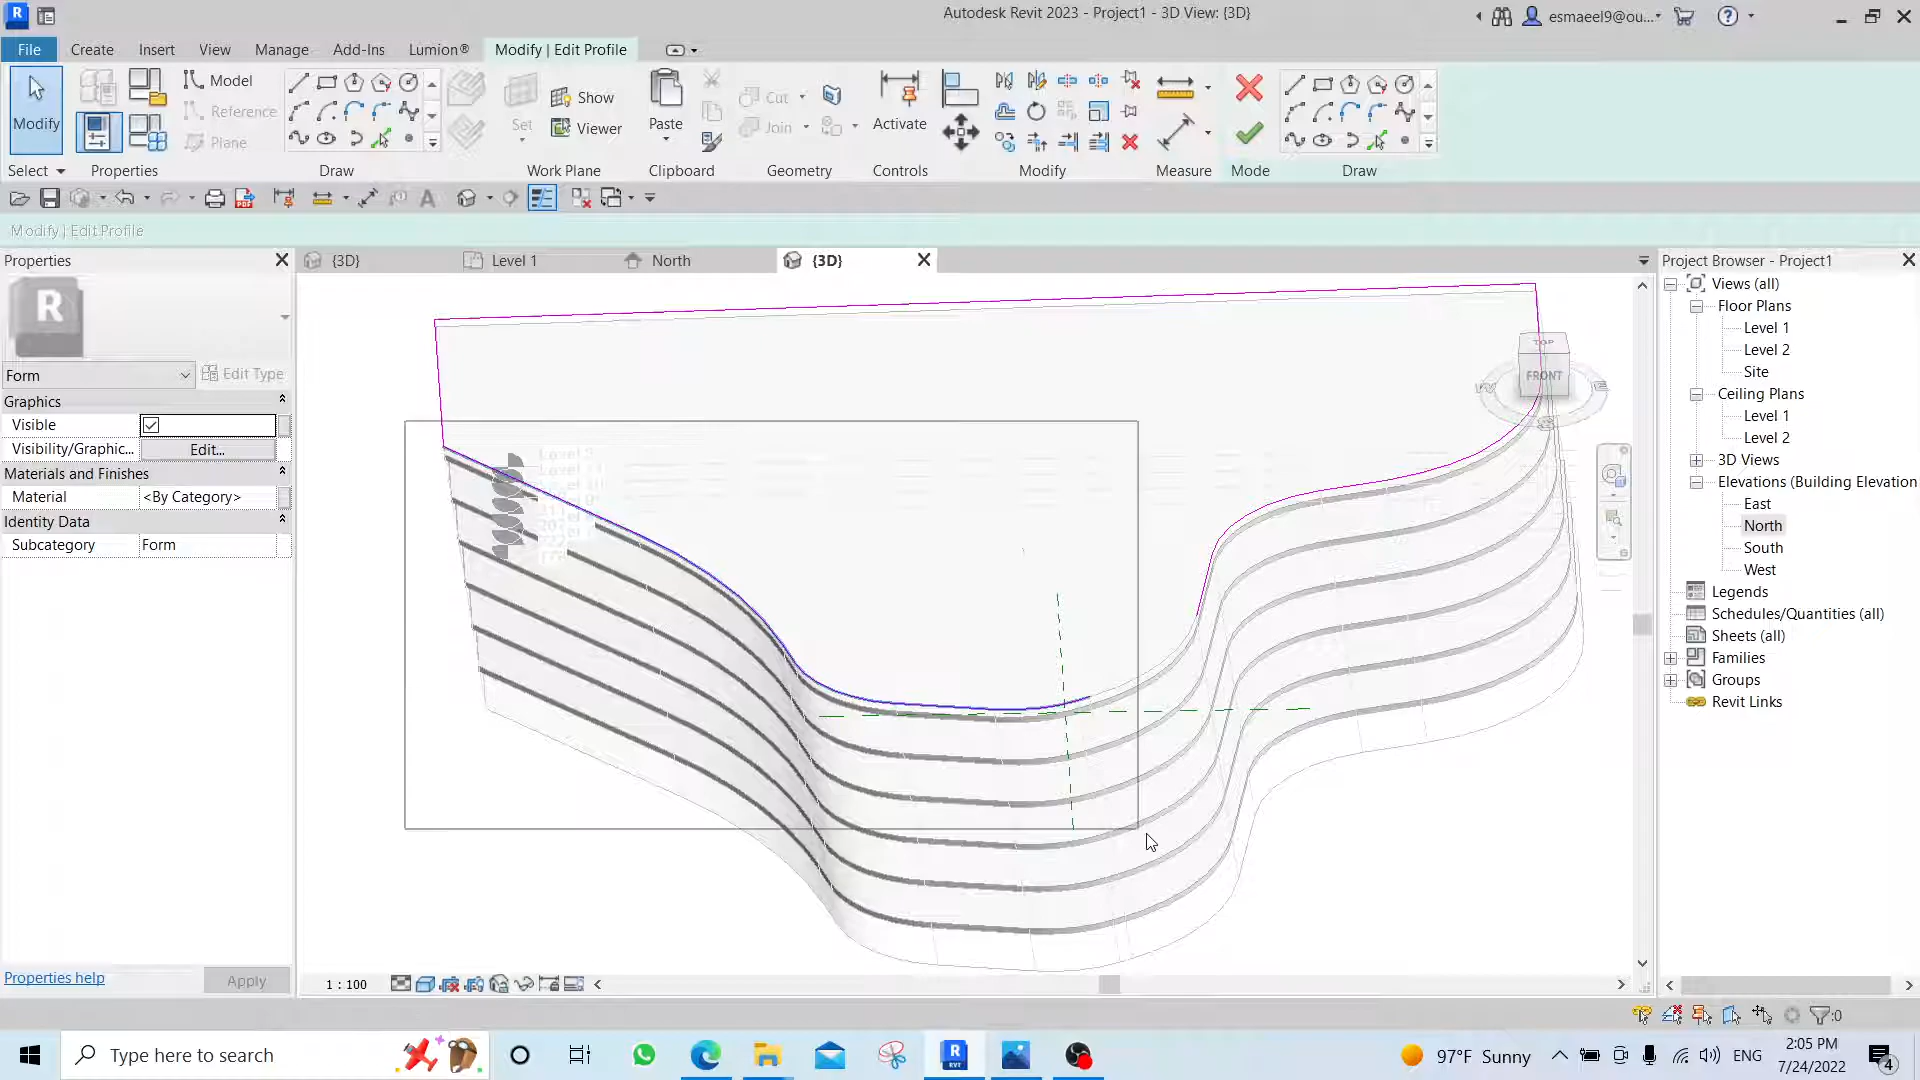 Autodesk Revit 2023 - Project1 - 3D View: {3D}
esmaeel9@ou...
File
Create
Insert
View
Manage
Add-Ins
Lumion®
Modify | Edit Profile
Model
Reference
Plane
Show
Viewer
Set
Paste
Cut
Join
Activate
Modify
Select
Properties
Draw
Work Plane
Clipboard
Geometry
Controls
Modify
Measure
Mode
Draw
Modify | Edit Profile
Properties
{3D}
Level 1
North
{3D}
Project Browser - Project1
R
Form
Edit Type
Graphics
Visible
Visibility/Graphic...
Edit...
Materials and Finishes
Material
<By Category>
Identity Data
Subcategory
Form
Properties help
Apply
TOP
FRONT
Views (all)
Floor Plans
Level 1
Level 2
Site
Ceiling Plans
Level 1
Level 2
3D Views
Elevations (Building Elevation
East
North
South
West
Legends
Schedules/Quantities (all)
Sheets (all)
Families
Groups
Revit Links
1 : 100
:0
Type here to search
97°F Sunny
ENG
2:05 PM
7/24/2022
4